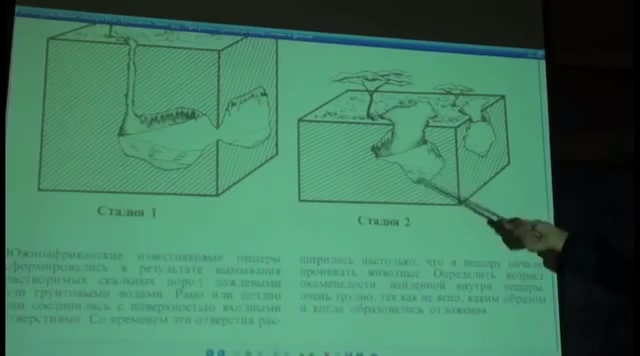 Стадия 1
Стадия 2
Южноафриканские известняковые пещеры
сформировались в результате вымывания
растворимых скальных пород дождевыми
или грунтовыми водами. Рано или поздно
они соединились с поверхностью входными
отверстиями. Со временем эти отверстия рас-
ширились настолько, что в пещеру начали
проникать животные. Определить возраст
окаменелости, найденной внутри пещеры,
очень трудно, так как не ясно, каким образом
и когда образовались отложения